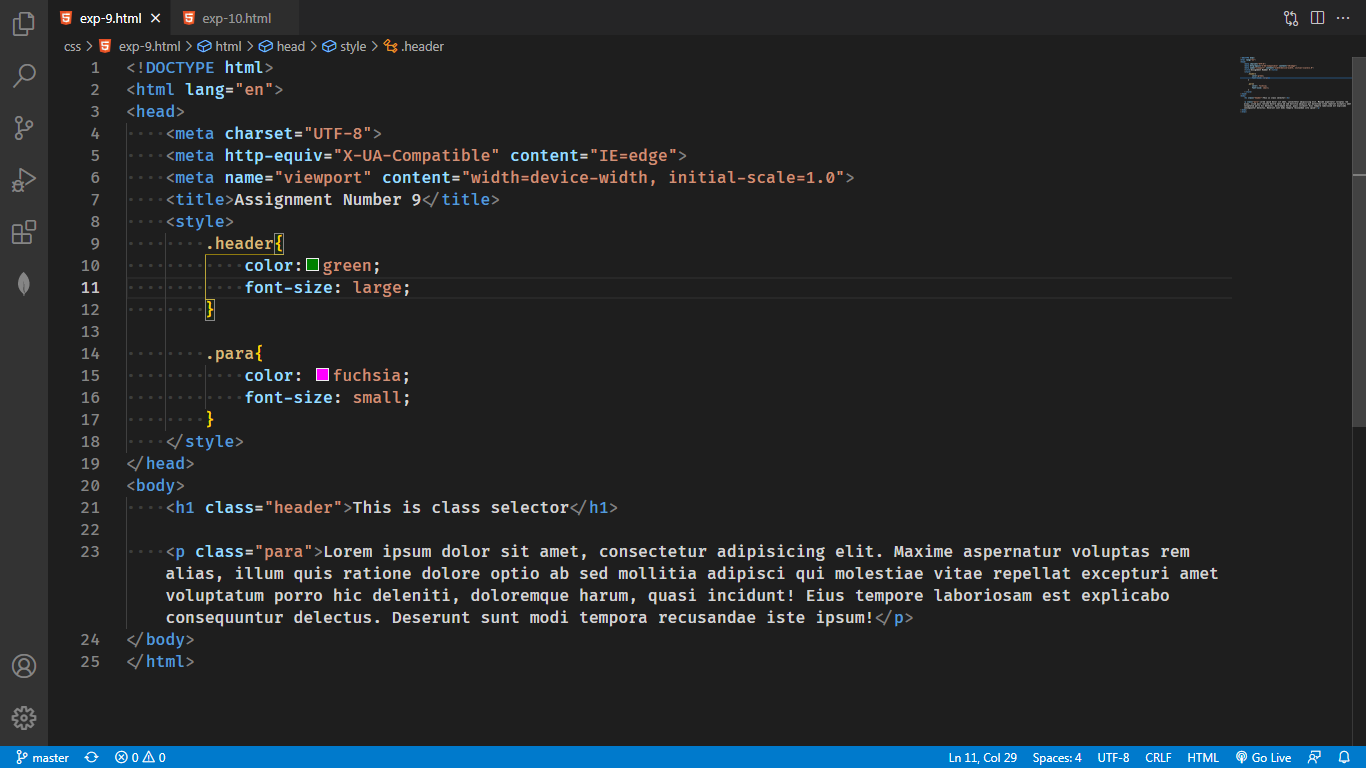 exp-9.html
exp-10.html
css > exp-9.html > html > head > style > .header
1 <!DOCTYPE html>
2 <html lang="en">
3 <head>
4     <meta charset="UTF-8">
5     <meta http-equiv="X-UA-Compatible" content="IE=edge">
6     <meta name="viewport" content="width=device-width, initial-scale=1.0">
7     <title>Assignment Number 9</title>
8     <style>
9         .header{
10             color:green;
11             font-size: large;
12         }
13
14         .para{
15             color: fuchsia;
16             font-size: small;
17         }
18     </style>
19 </head>
20 <body>
21     <h1 class="header">This is class selector</h1>
22
23     <p class="para">Lorem ipsum dolor sit amet, consectetur adipisicing elit. Maxime aspernatur voluptas rem
alias, illum quis ratione dolore optio ab sed mollitia adipisci qui molestiae vitae repellat excepturi amet
voluptatum porro hic deleniti, doloremque harum, quasi incidunt! Eius tempore laboriosam est explicabo
consequuntur delectus. Deserunt sunt modi tempora recusandae iste ipsum!</p>
24 </body>
25 </html>
master 0 0 Ln 11, Col 29 Spaces: 4 UTF-8 CRLF HTML Go Live